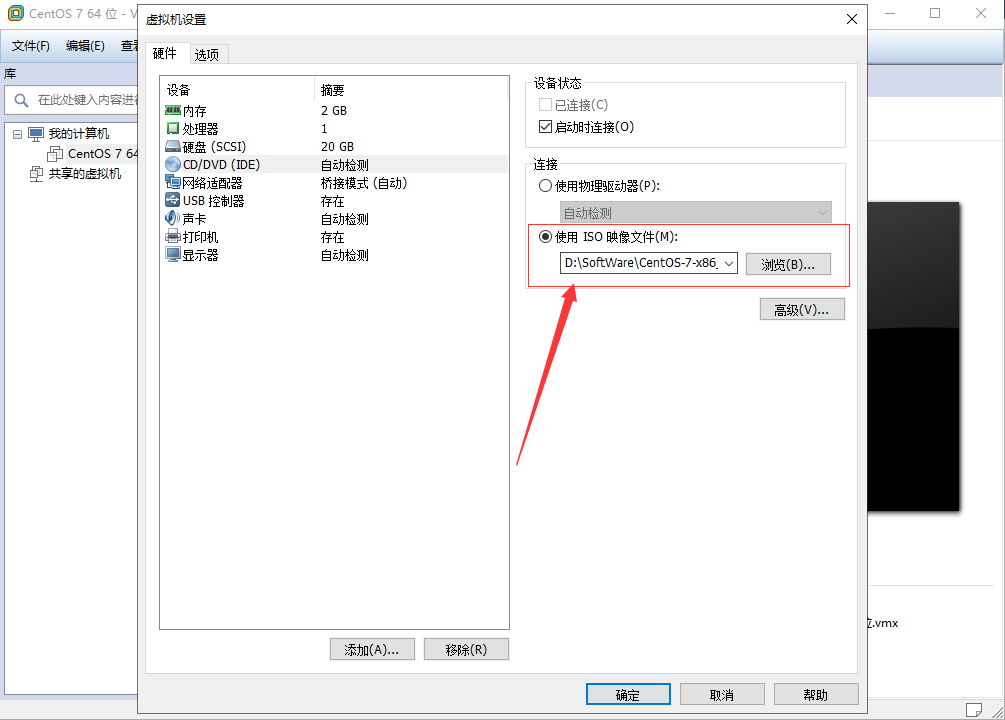 CentOS 7 64 位 - V
虚拟机设置
文件(F) 编辑(E) 查看
硬件 选项
库
在此处键入内容进行
我的计算机
CentOS 7 64
共享的虚拟机
设备 摘要
内存 2 GB
处理器 1
硬盘 (SCSI) 20 GB
CD/DVD (IDE) 自动检测
网络适配器 桥接模式 (自动)
USB 控制器 存在
声卡 自动检测
打印机 存在
显示器 自动检测
设备状态
已连接(C)
启动时连接(O)
连接
使用物理驱动器(P):
自动检测
使用 ISO 映像文件(M):
D:\SoftWare\CentOS-7-x86_ 浏览(B)...
高级(V)...
添加(A)... 移除(R)
位.vmx
确定 取消 帮助